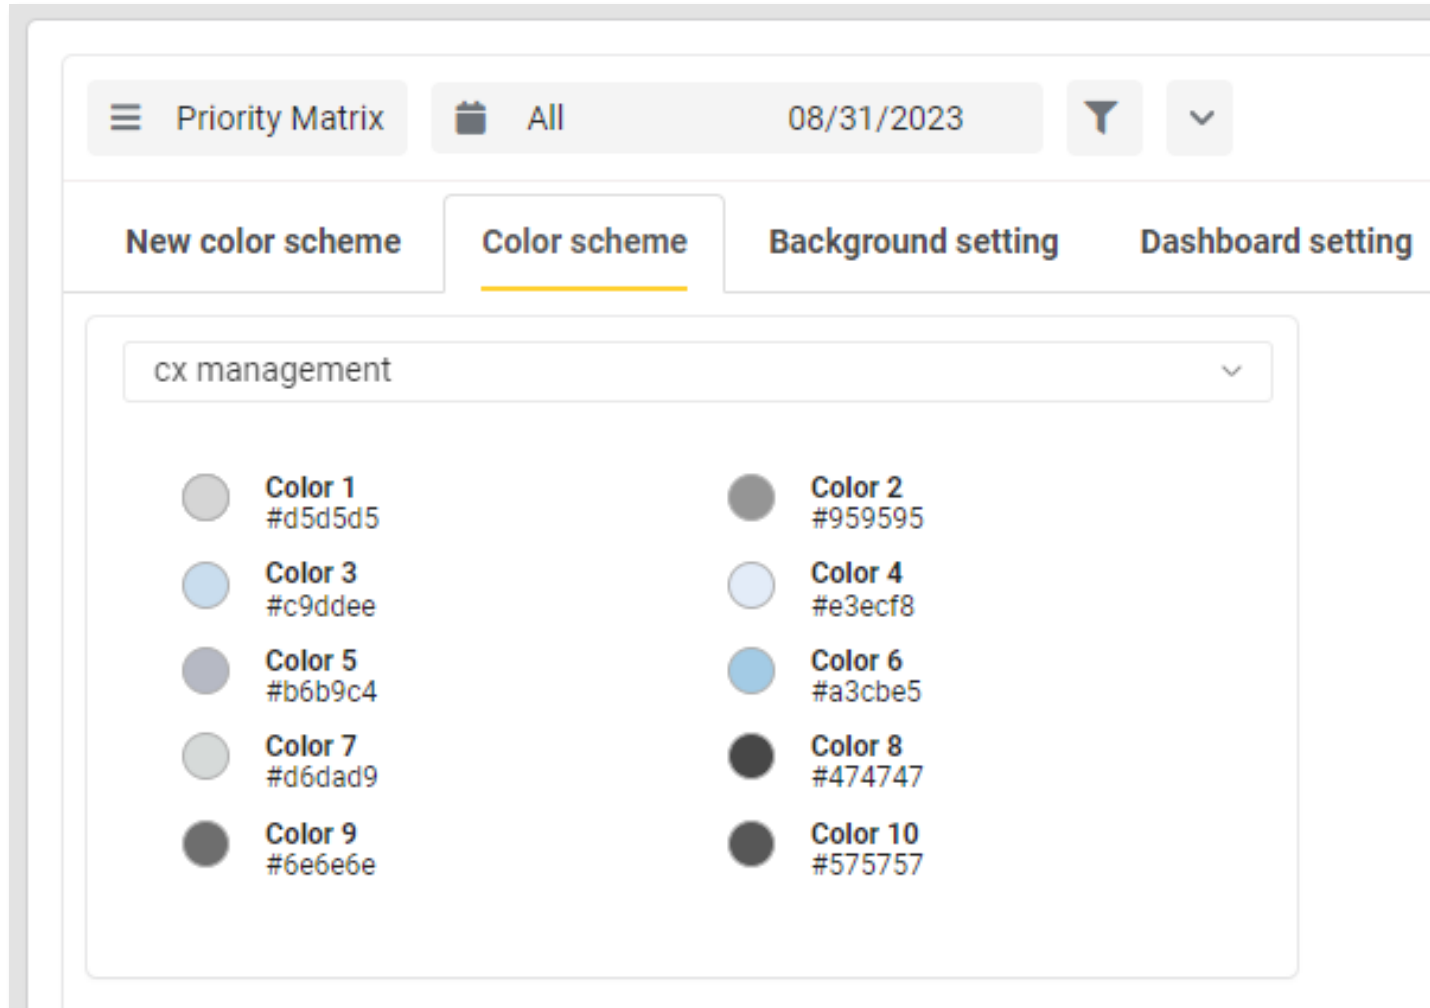 Priority Matrix All 08/31/2023
New color scheme Color scheme Background setting Dashboard setting
cx management
Color 1 Color 2
#d5d5d5 #959595
Color 3 Color 4
#c9ddee #e3ecf8
Color 5 Color 6
#b6b9c4 #a3cbe5
Color 7 Color 8
#d6dad9 #474747
Color 9 Color 10
#6e6e6e #575757